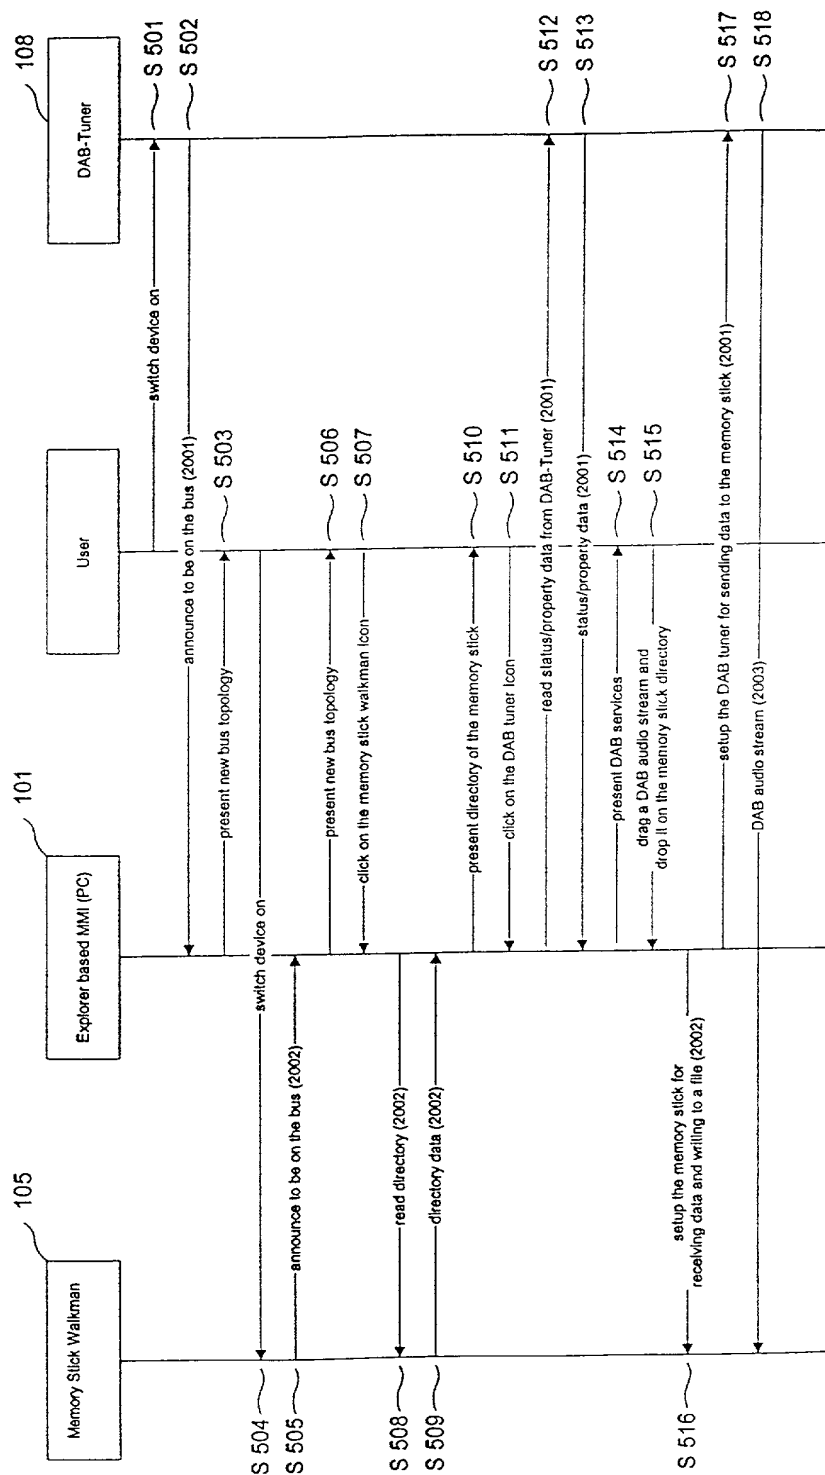 105
Memory Stick Walkman
101
Explorer based MMI (PC)
User
108
DAB-Tuner
switch device on
S 501
announce to be on the bus (2001)
S 502
present new bus topology
S 503
S 504
switch device on
S 505
announce to be on the bus (2002)
present new bus topology
S 506
click on the memory stick walkman Icon
S 507
S 508
read directory (2002)
S 509
directory data (2002)
present directory of the memory stick
S 510
click on the DAB tuner Icon
S 511
read status/property data from DAB-Tuner (2001)
S 512
status/property data (2001)
S 513
present DAB services
S 514
drag a DAB audio stream and
drop it on the memory stick directory
S 515
S 516
setup the memory stick for
receiving data and writing to a file (2002)
setup the DAB tuner for sending data to the memory stick (2001)
S 517
DAB audio stream (2003)
S 518